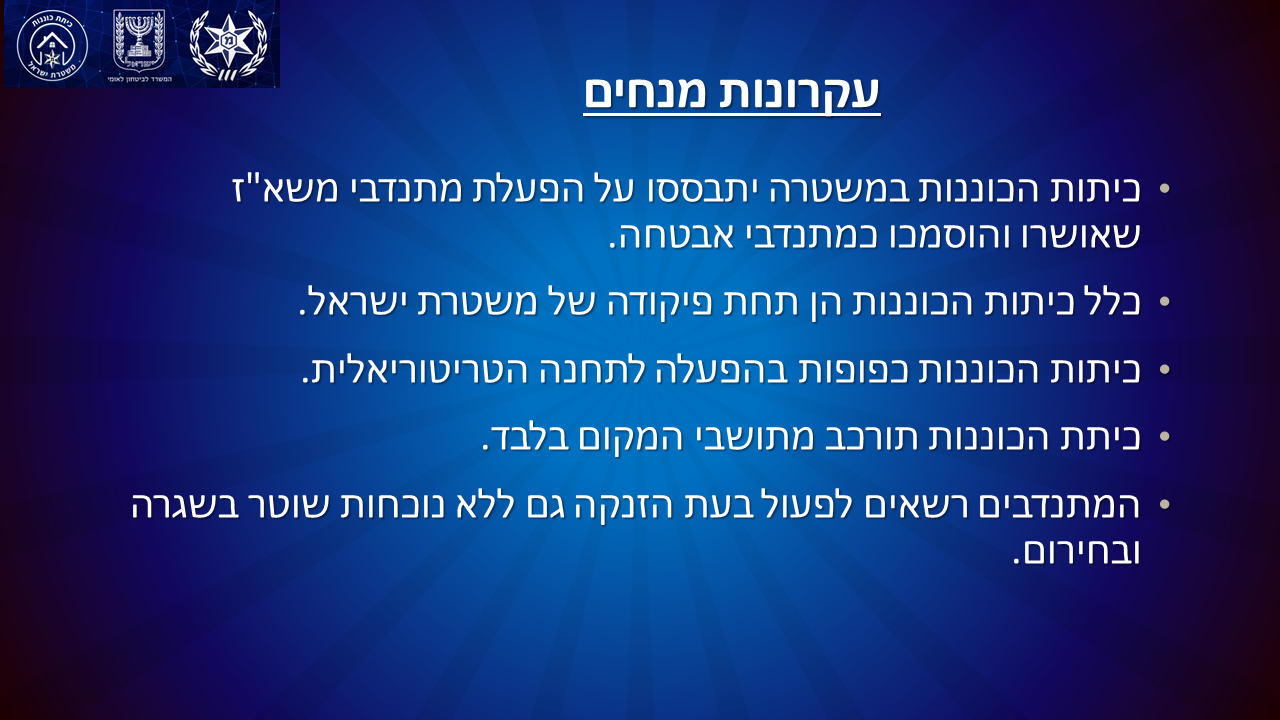 כיתת כוננות
משטרת ישראל
המשרד לביטחון לאומי
עקרונות מנחים
• כיתות הכוננות במשטרה יתבססו על הפעלת מתנדבי משא"ז
שאושרו והוסמכו כמתנדבי אבטחה.
• כלל כיתות הכוננות הן תחת פיקודה של משטרת ישראל.
• כיתות הכוננות כפופות בהפעלה לתחנה הטריטוריאלית.
• כיתת הכוננות תורכב מתושבי המקום בלבד.
• המתנדבים רשאים לפעול בעת הזנקה גם ללא נוכחות שוטר בשגרה
ובחירום.